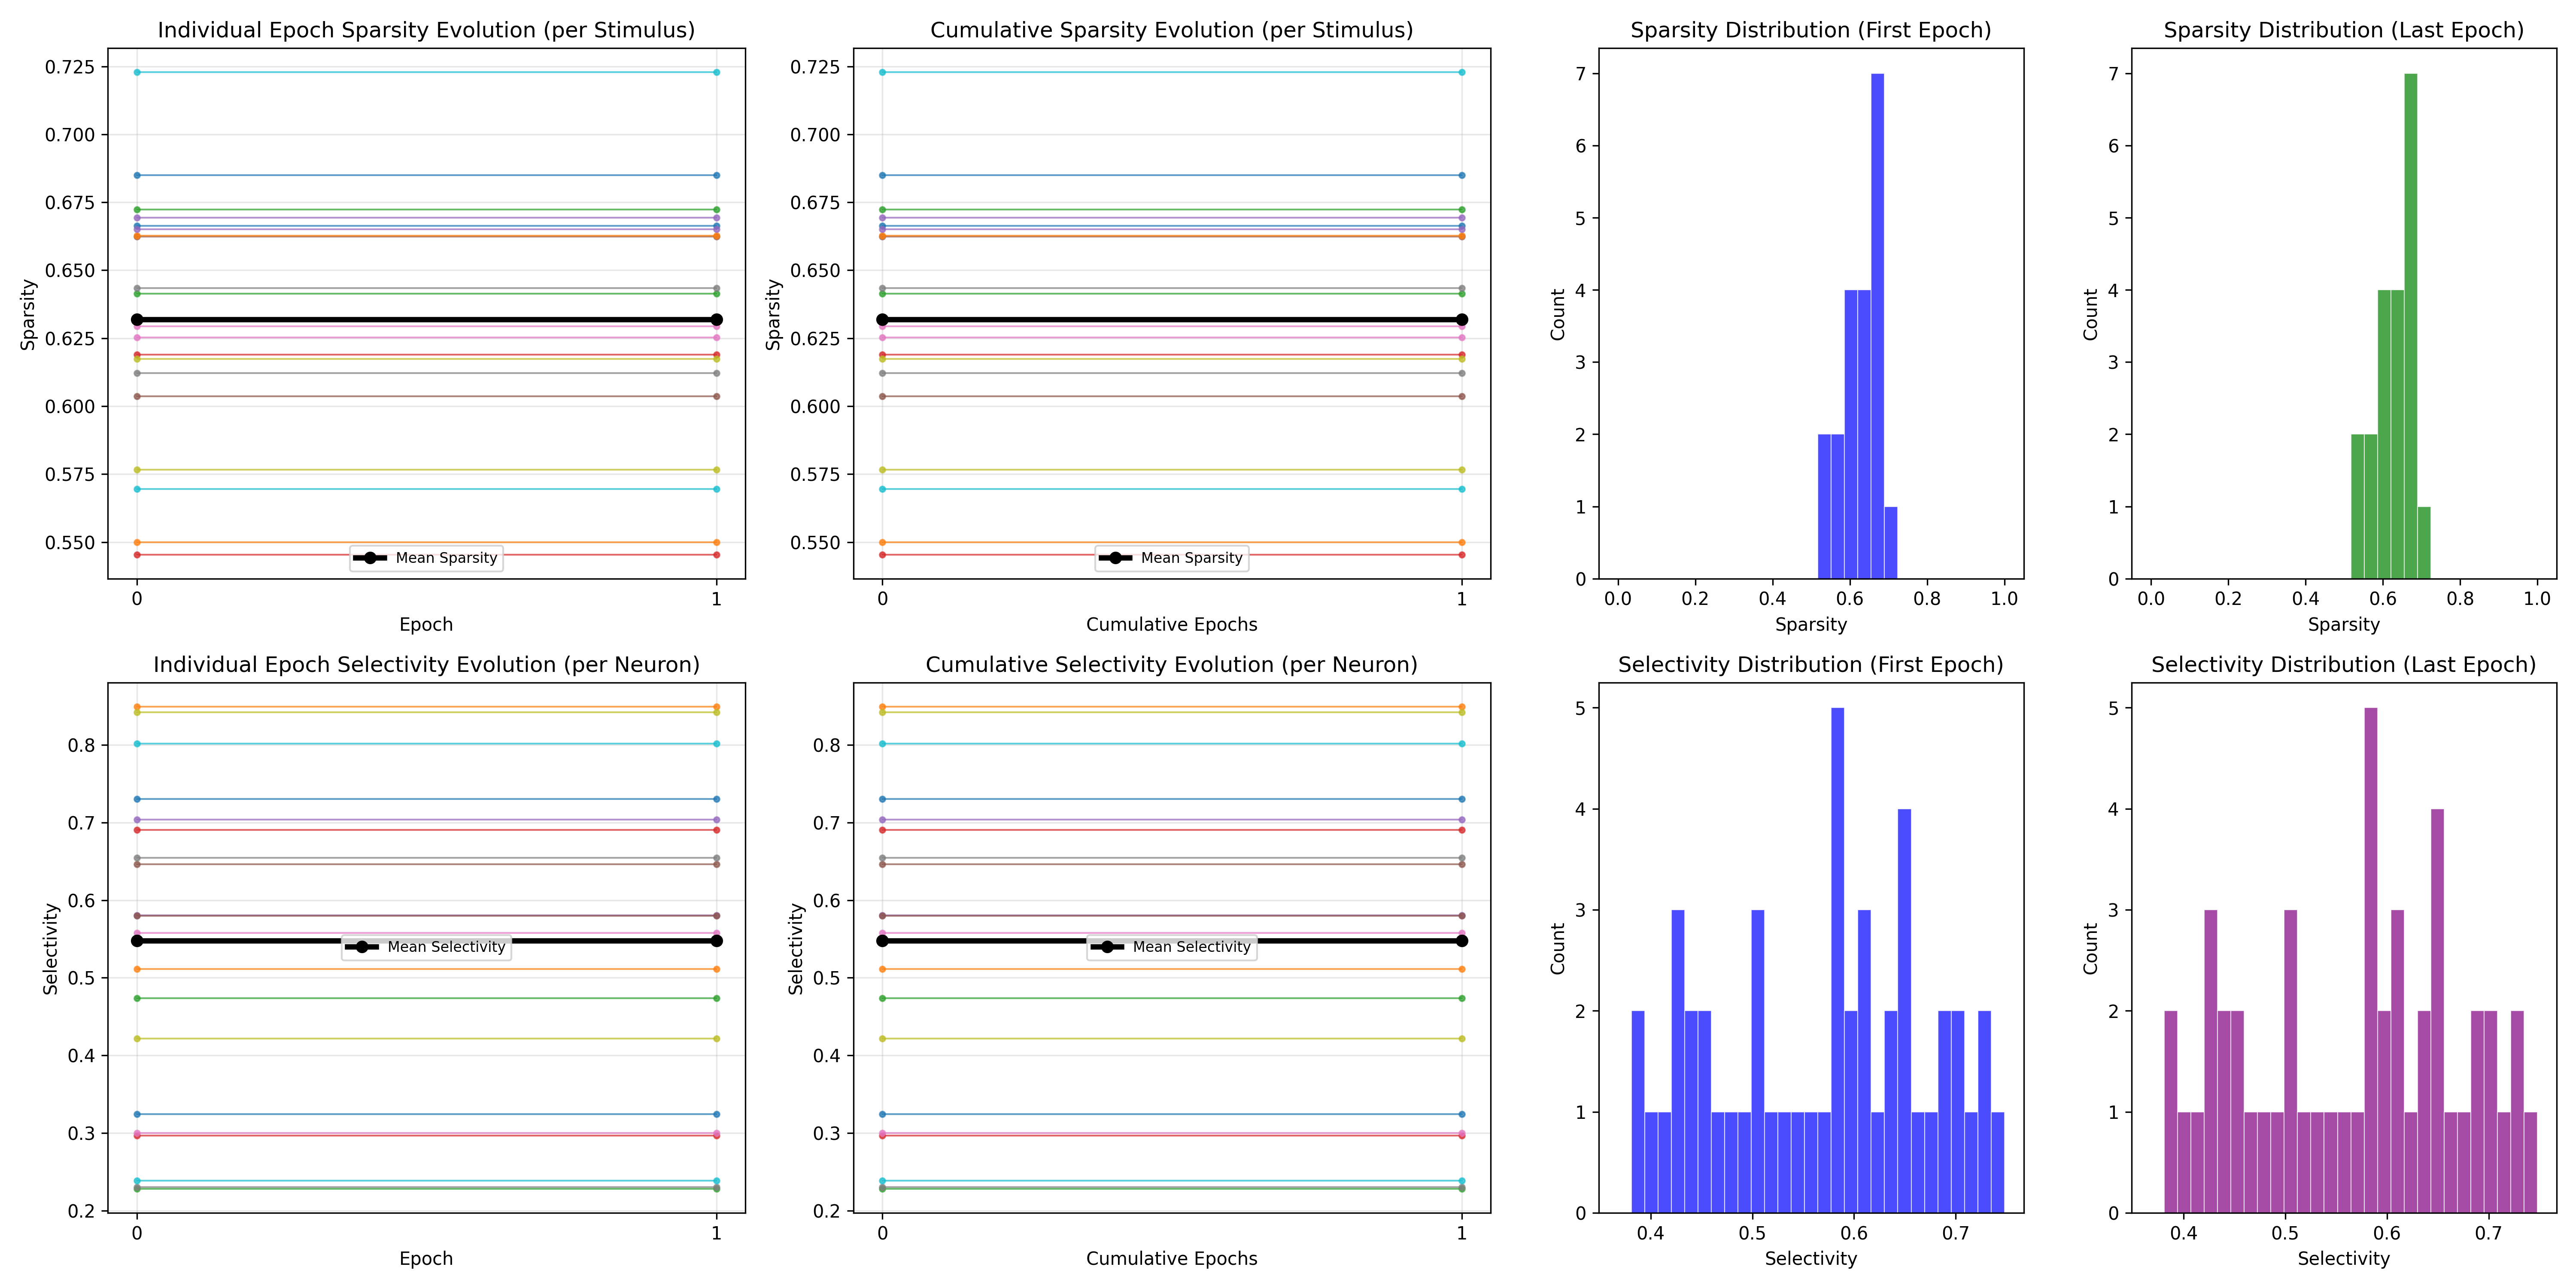 Individual Epoch Sparsity Evolution (per Stimulus)
0.725
0.700
0.675
0.650
0.625
0.600
0.575
0.550
Sparsity
Mean Sparsity
0 1
Epoch
Cumulative Sparsity Evolution (per Stimulus)
0.725
0.700
0.675
0.650
0.625
0.600
0.575
0.550
Sparsity
Mean Sparsity
0 1
Cumulative Epochs
Sparsity Distribution (First Epoch)
7
6
5
4
3
2
1
0
Count
0.0 0.2 0.4 0.6 0.8 1.0
Sparsity
Sparsity Distribution (Last Epoch)
7
6
5
4
3
2
1
0
Count
0.0 0.2 0.4 0.6 0.8 1.0
Sparsity
Individual Epoch Selectivity Evolution (per Neuron)
0.8
0.7
0.6
0.5
0.4
0.3
0.2
Selectivity
Mean Selectivity
0 1
Epoch
Cumulative Selectivity Evolution (per Neuron)
0.8
0.7
0.6
0.5
0.4
0.3
0.2
Selectivity
Mean Selectivity
0 1
Cumulative Epochs
Selectivity Distribution (First Epoch)
5
4
3
2
1
0
Count
0.4 0.5 0.6 0.7
Selectivity
Selectivity Distribution (Last Epoch)
5
4
3
2
1
0
Count
0.4 0.5 0.6 0.7
Selectivity